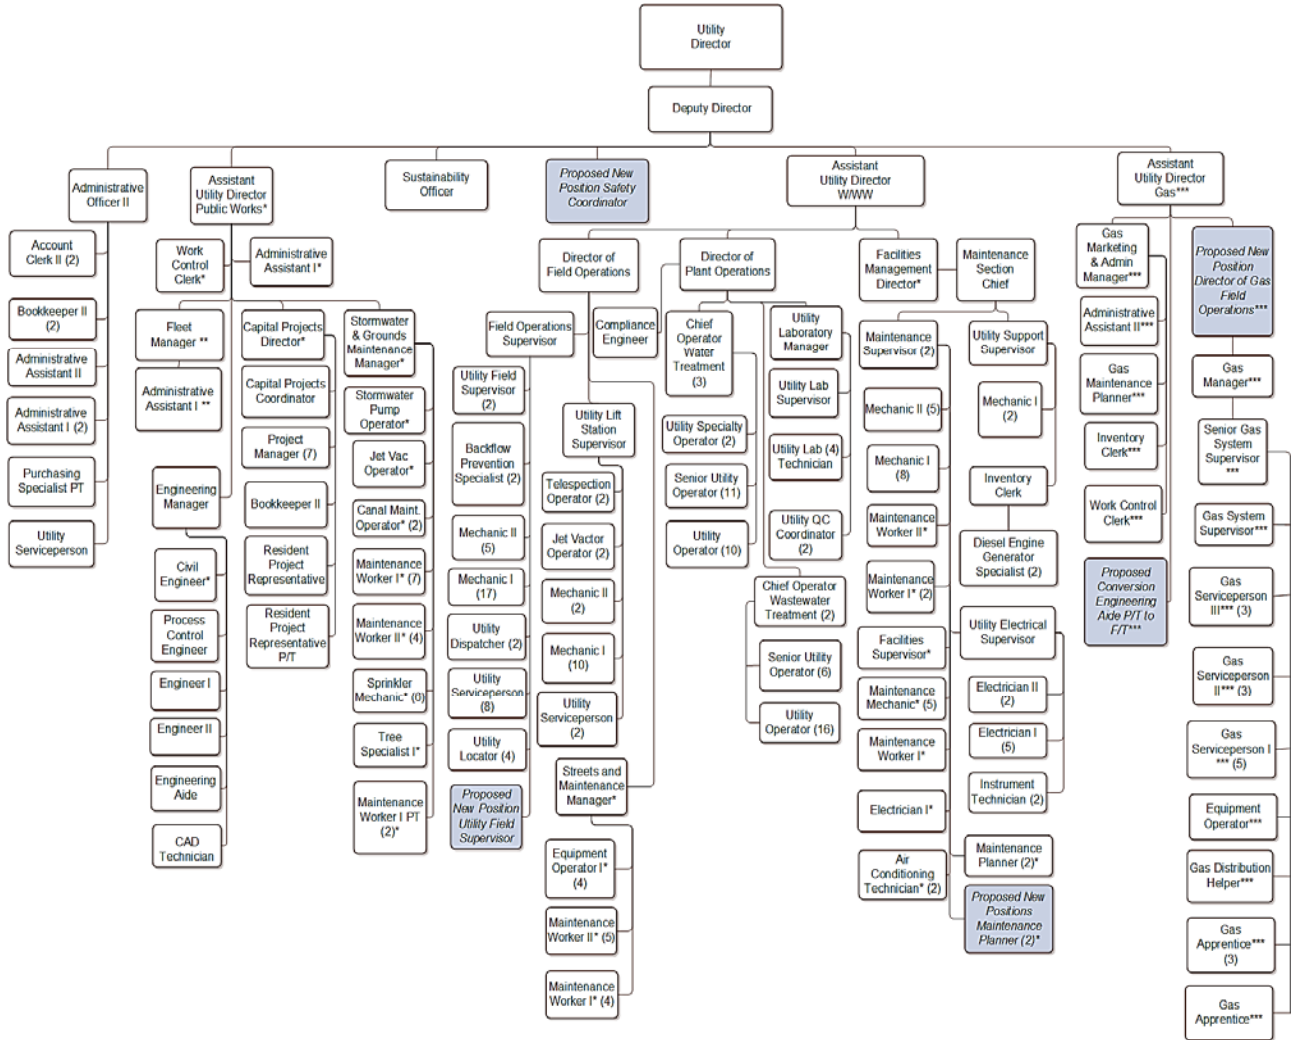 Utility
Director
Deputy Director
Administrative
Officer II
Assistant
Utility Director
Public Works*
Sustainability
Officer
Proposed New
Position Safety
Coordinator
Assistant
Utility Director
W/WW
Assistant
Utility Director
Gas***
Account
Clerk II (2)
Bookkeeper II
(2)
Administrative
Assistant II
Administrative
Assistant I (2)
Purchasing
Specialist PT
Utility
Serviceperson
Work
Control
Clerk*
Administrative
Assistant I*
Fleet
Manager **
Administrative
Assistant I **
Engineering
Manager
Civil
Engineer*
Process
Control
Engineer
Engineer I
Engineer II
Engineering
Aide
CAD
Technician
Capital Projects
Director*
Capital Projects
Coordinator
Project
Manager (7)
Bookkeeper II
Resident
Project
Representative
Resident
Project
Representative
P/T
Stormwater
& Grounds
Maintenance
Manager*
Stormwater
Pump
Operator*
Jet Vac
Operator*
Canal Maint.
Operator* (2)
Maintenance
Worker I* (7)
Maintenance
Worker II* (4)
Sprinkler
Mechanic*
Tree
Specialist I*
Maintenance
Worker I PT
(2)*
Director of
Field Operations
Field Operations
Supervisor
Utility Field
Supervisor
(2)
Backflow
Prevention
Specialist (2)
Mechanic II
(5)
Mechanic I
(17)
Utility
Dispatcher (2)
Utility
Serviceperson
(8)
Utility
Locator (4)
Proposed
New Position
Utility Field
Supervisor
Utility Lift
Station
Supervisor
Telespection
Operator (2)
Jet Vactor
Operator (2)
Mechanic II
(2)
Mechanic I
(10)
Utility
Serviceperson
(2)
Streets and
Maintenance
Manager*
Equipment
Operator I*
(4)
Maintenance
Worker II* (5)
Maintenance
Worker I* (4)
Director of
Plant Operations
Compliance
Engineer
Chief
Operator
Water
Treatment
(3)
Utility Specialty
Operator (2)
Senior Utility
Operator (11)
Utility
Operator (10)
Utility
Laboratory
Manager
Utility Lab
Supervisor
Utility Lab (4)
Technician
Utility QC
Coordinator
(2)
Chief Operator
Wastewater
Treatment (2)
Senior Utility
Operator (6)
Utility
Operator (16)
Facilities
Management
Director*
Maintenance
Section
Chief
Maintenance
Supervisor (2)
Mechanic II (5)
Mechanic I
(8)
Maintenance
Worker II*
Maintenance
Worker I* (2)
Facilities
Supervisor*
Maintenance
Mechanic* (5)
Maintenance
Worker I*
Electrician I*
Air
Conditioning
Technician* (2)
Utility Support
Supervisor
Mechanic I
(2)
Inventory
Clerk
Diesel Engine
Generator
Specialist (2)
Utility Electrical
Supervisor
Electrician II
(2)
Electrician I
(5)
Instrument
Technician (2)
Maintenance
Planner (2)*
Proposed New
Positions
Maintenance
Planner (2)*
Gas
Marketing
& Admin
Manager***
Administrative
Assistant II***
Gas
Maintenance
Planner***
Inventory
Clerk***
Work Control
Clerk***
Proposed
Conversion
Engineering
Aide P/T to
F/T***
Proposed New
Position
Director of Gas
Field
Operations***
Gas
Manager***
Senior Gas
System
Supervisor
***
Gas System
Supervisor***
Gas
Serviceperson
III*** (3)
Gas
Serviceperson
II*** (3)
Gas
Serviceperson I
*** (5)
Equipment
Operator***
Gas Distribution
Helper***
Gas
Apprentice***
(3)
Gas
Apprentice***